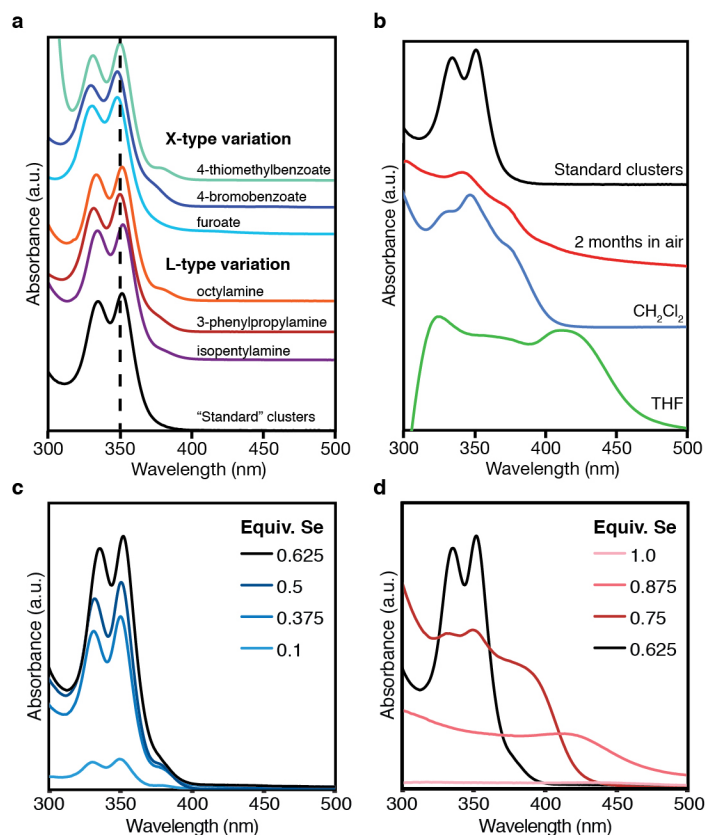 a
Absorbance (a.u.)
X-type variation
4-thiomethylbenzoate
4-bromobenzoate
furoate
L-type variation
octylamine
3-phenylpropylamine
isopentylamine
“Standard” clusters
300 350 400 450 500
Wavelength (nm)
b
Absorbance (a.u.)
Standard clusters
2 months in air
CH₂Cl₂
THF
300 350 400 450 500
Wavelength (nm)
c
Absorbance (a.u.)
Equiv. Se
0.625
0.5
0.375
0.1
300 350 400 450 500
Wavelength (nm)
d
Absorbance (a.u.)
Equiv. Se
1.0
0.875
0.75
0.625
300 350 400 450 500
Wavelength (nm)